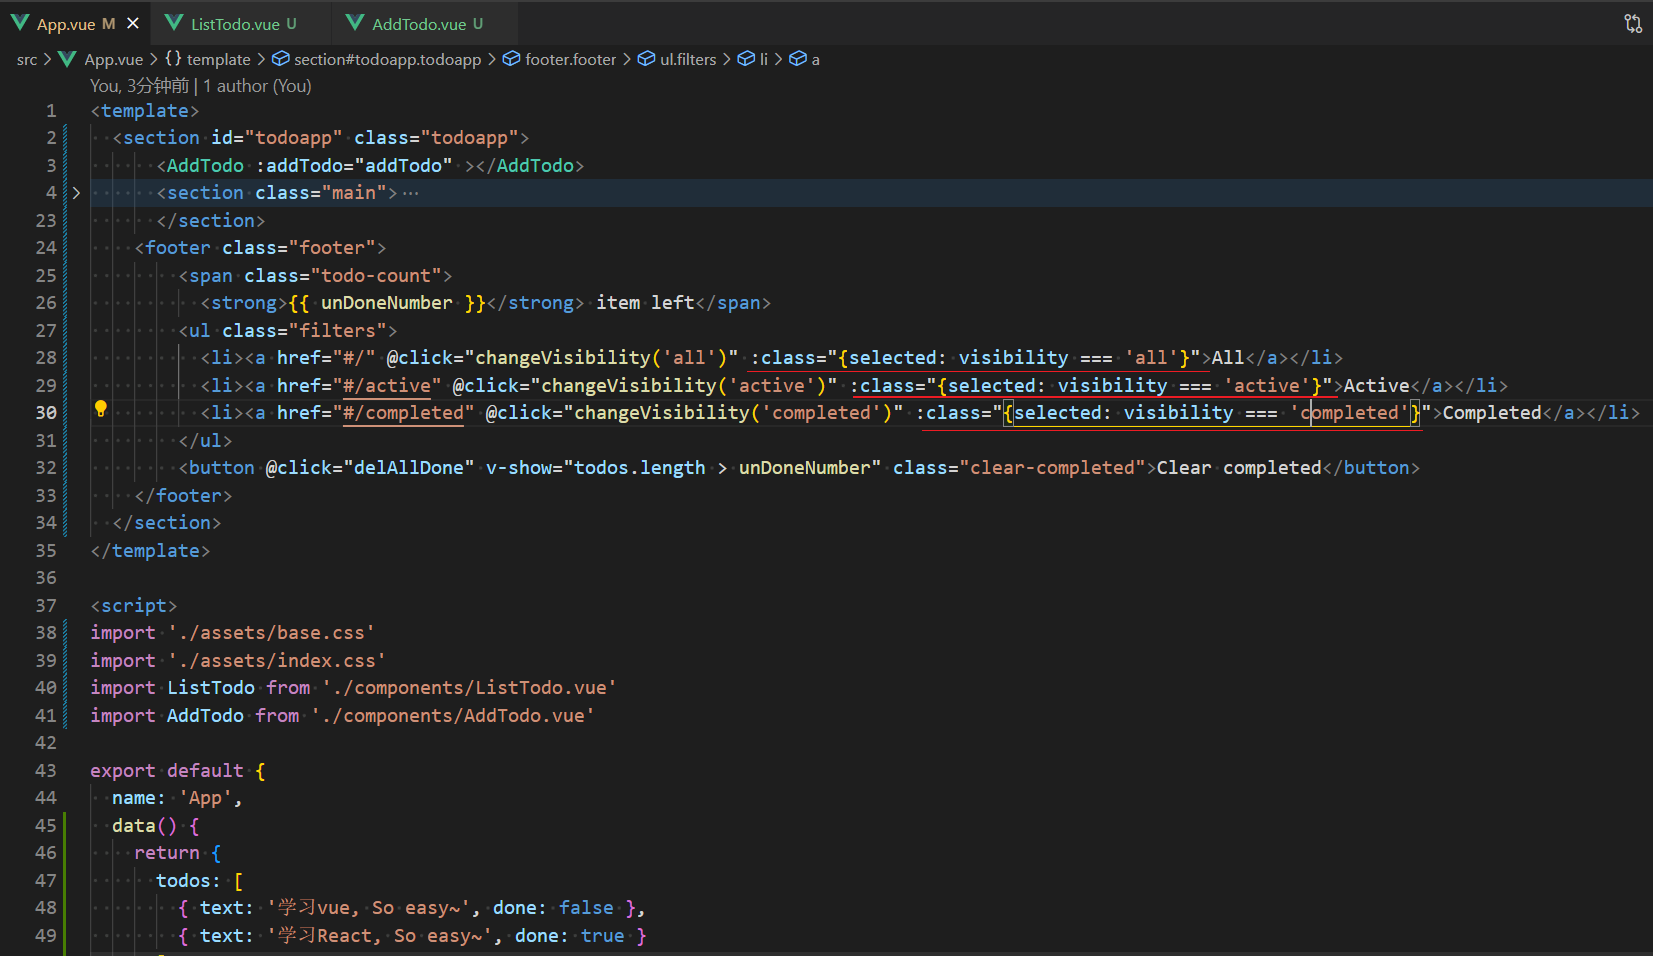 App.vue M ListTodo.vue U AddTodo.vue U
src > App.vue > {} template > section#todoapp.todoapp > footer.footer > ul.filters > li > a
You, 3分钟前 | 1 author (You)
1 <template>
2 <section id="todoapp" class="todoapp">
3 <AddTodo :addTodo="addTodo" ></AddTodo>
4 <section class="main">⋯
23 </section>
24 <footer class="footer">
25 <span class="todo-count">
26 <strong>{{ unDoneNumber }}</strong> item left</span>
27 <ul class="filters">
28 <li><a href="#/" @click="changeVisibility('all')" :class="{selected: visibility === 'all'}">All</a></li>
29 <li><a href="#/active" @click="changeVisibility('active')" :class="{selected: visibility === 'active'}">Active</a></li>
30 <li><a href="#/completed" @click="changeVisibility('completed')" :class="{selected: visibility === 'completed'}">Completed</a></li>
31 </ul>
32 <button @click="delAllDone" v-show="todos.length > unDoneNumber" class="clear-completed">Clear completed</button>
33 </footer>
34 </section>
35 </template>
36
37 <script>
38 import './assets/base.css'
39 import './assets/index.css'
40 import ListTodo from './components/ListTodo.vue'
41 import AddTodo from './components/AddTodo.vue'
42
43 export default {
44 name: 'App',
45 data() {
46 return {
47 todos: [
48 { text: '学习vue, So easy~', done: false },
49 { text: '学习React, So easy~', done: true }